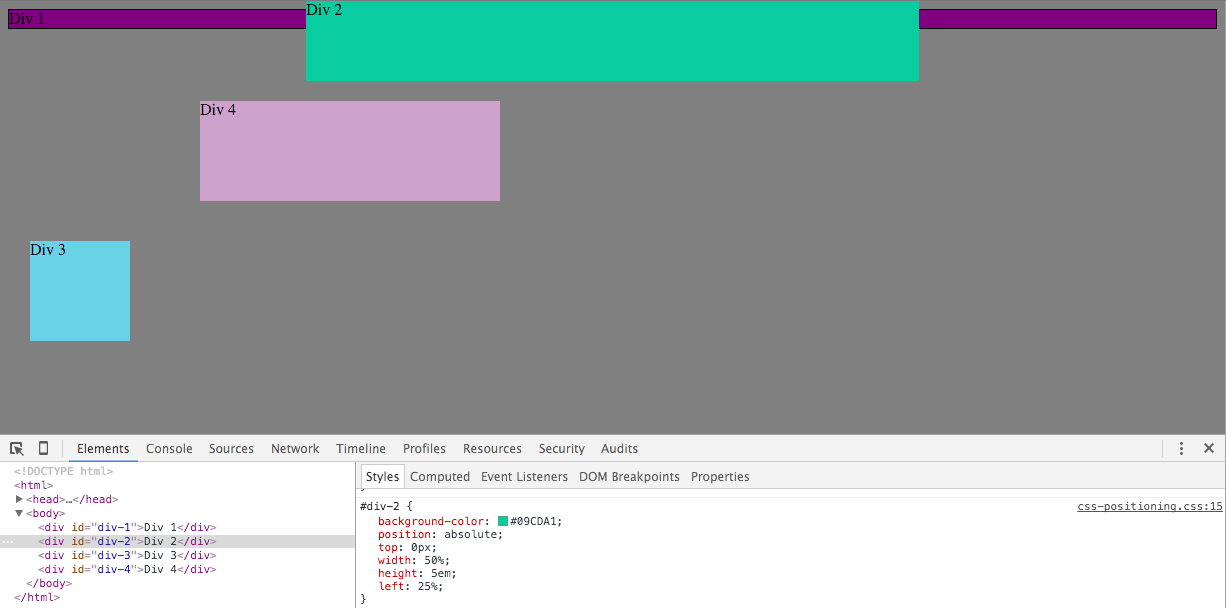 Div 1
Div 2
Div 4
Div 3
Elements Console Sources Network Timeline Profiles Resources Security Audits
<!DOCTYPE html>
<html>
<head>…</head>
<body>
<div id="div-1">Div 1</div>
<div id="div-2">Div 2</div>
<div id="div-3">Div 3</div>
<div id="div-4">Div 4</div>
</body>
</html>
Styles Computed Event Listeners DOM Breakpoints Properties
#div-2 { css-positioning.css:15
background-color: #09CDA1;
position: absolute;
top: 0px;
width: 50%;
height: 5em;
left: 25%;
}